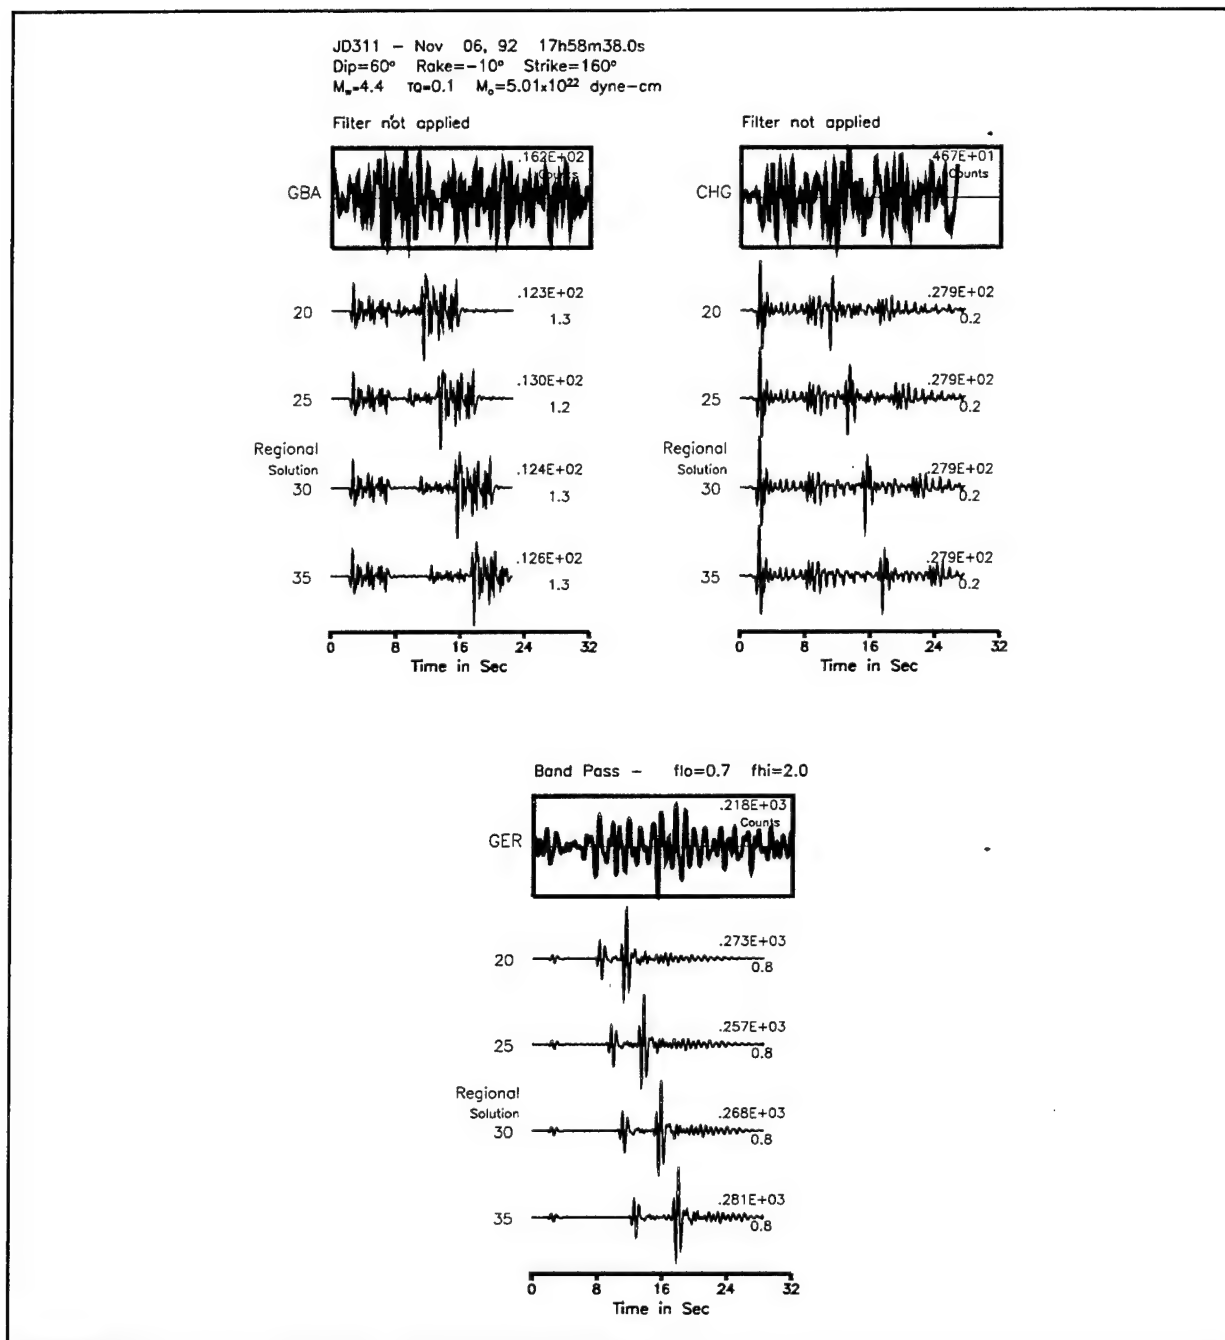 JD311 - Nov 06, 92 17h58m38.0s
Dip=60° Rake=-10° Strike=160°
Mw=4.4 TQ=0.1 Mo=5.01x10²² dyne-cm
Filter not applied
.162E+02
Counts
GBA
20
.123E+02
1.3
25
.130E+02
1.2
Regional
Solution
30
.124E+02
1.3
35
.126E+02
1.3
0 8 16 24 32
Time in Sec
Filter not applied
.467E+01
Counts
CHG
20
.279E+02
0.2
25
.279E+02
0.2
Regional
Solution
30
.279E+02
0.2
35
.279E+02
0.2
0 8 16 24 32
Time in Sec
Band Pass - flo=0.7 fhi=2.0
.218E+03
Counts
GER
20
.273E+03
0.8
25
.257E+03
0.8
Regional
Solution
30
.268E+03
0.8
35
.281E+03
0.8
0 8 16 24 32
Time in Sec